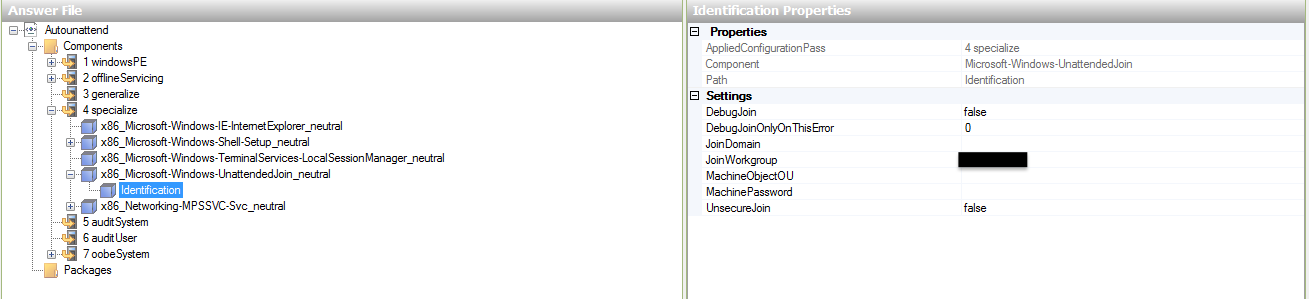 Answer File
Autounattend
Components
1 windowsPE
2 offlineServicing
3 generalize
4 specialize
x86_Microsoft-Windows-IE-InternetExplorer_neutral
x86_Microsoft-Windows-Shell-Setup_neutral
x86_Microsoft-Windows-TerminalServices-LocalSessionManager_neutral
x86_Microsoft-Windows-UnattendedJoin_neutral
Identification
x86_Networking-MPSSVC-Svc_neutral
5 auditSystem
6 auditUser
7 oobeSystem
Packages
Identification Properties
Properties
AppliedConfigurationPass 4 specialize
Component Microsoft-Windows-UnattendedJoin
Path Identification
Settings
DebugJoin false
DebugJoinOnlyOnThisError 0
JoinDomain
JoinWorkgroup
MachineObjectOU
MachinePassword
UnsecureJoin false